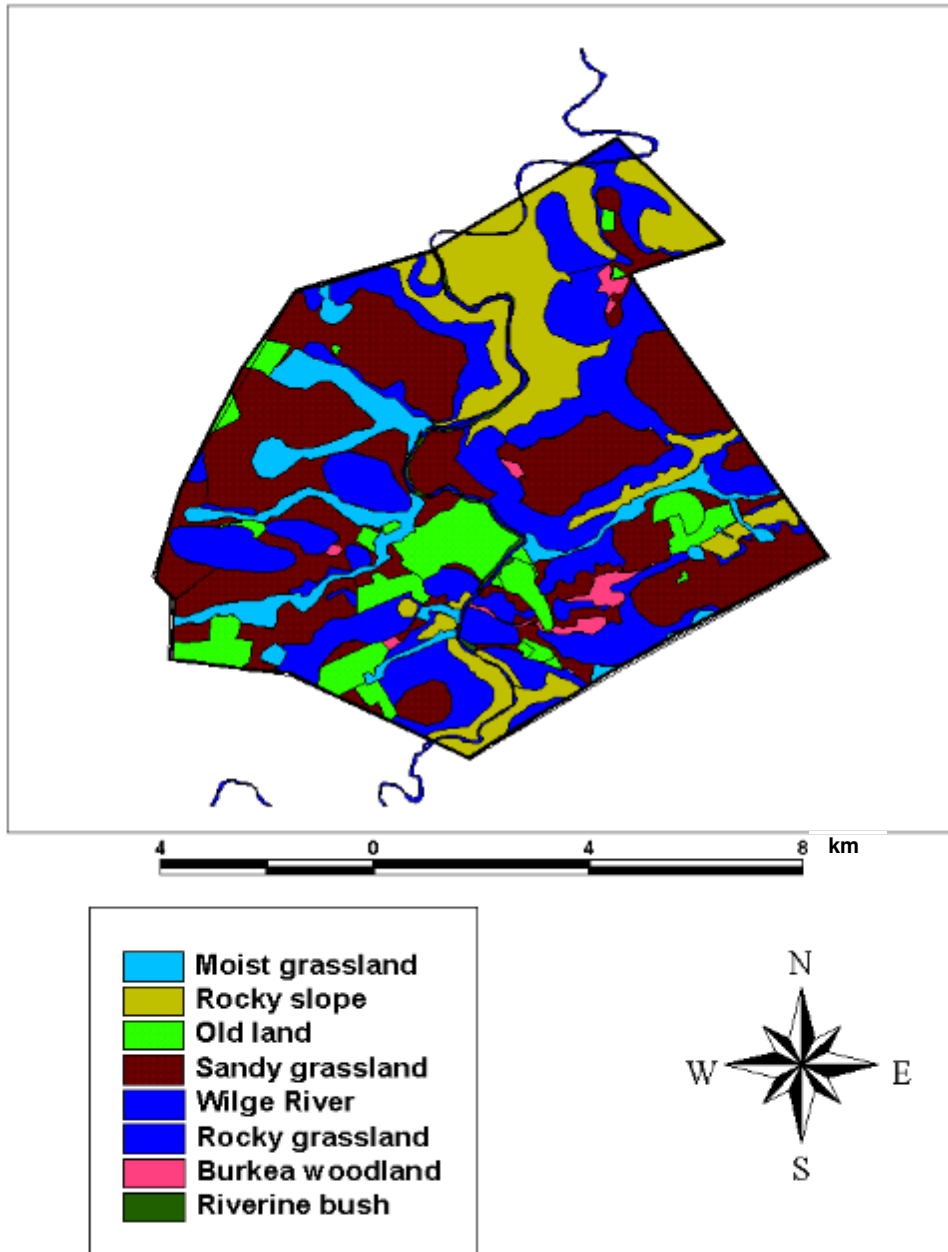 4 0 4 8 km
Moist grassland
Rocky slope
Old land
Sandy grassland
Wilge River
Rocky grassland
Burkea woodland
Riverine bush
N
W E
S